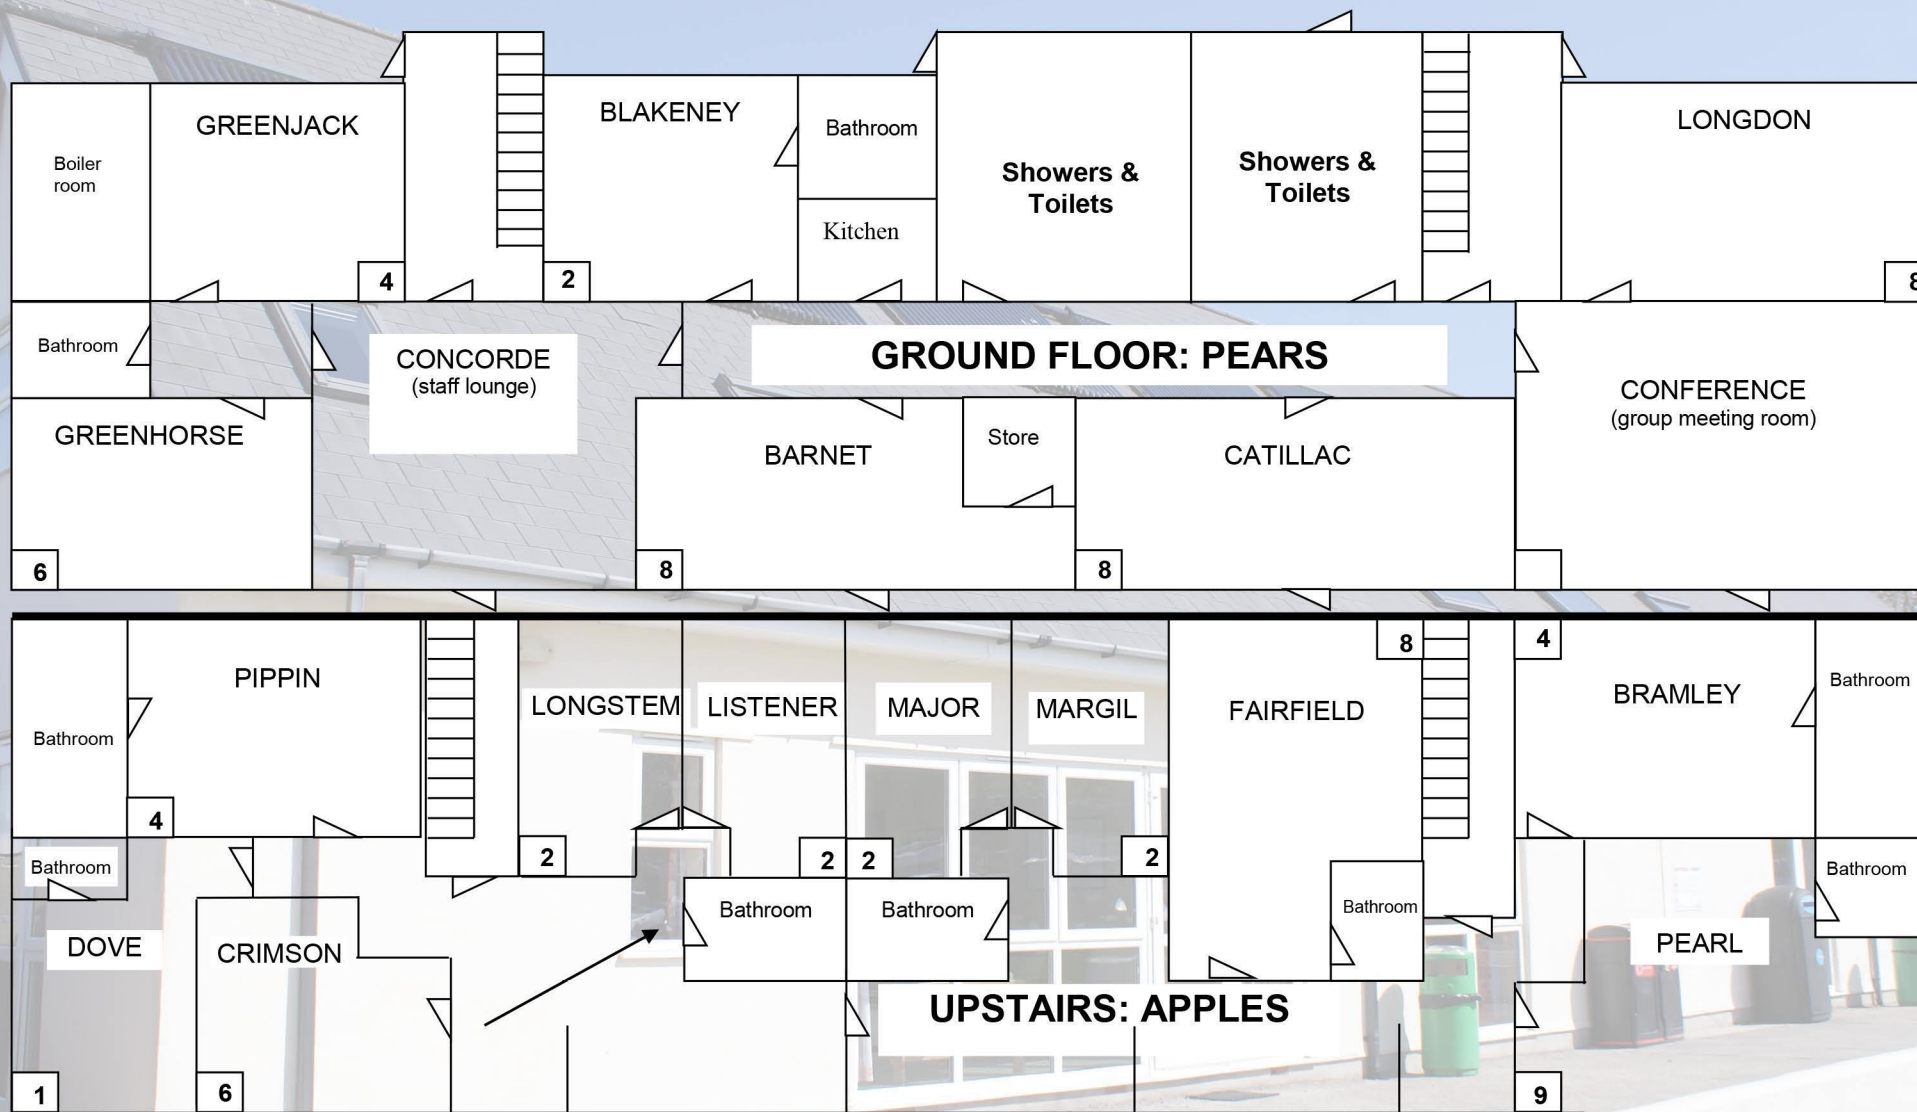 GREENJACK
BLAKENEY
Bathroom
LONGDON
Boiler
room
Showers &
Toilets
Showers &
Toilets
Kitchen
4
2
8
Bathroom
CONCORDE
(staff lounge)
GROUND FLOOR: PEARS
CONFERENCE
(group meeting room)
GREENHORSE
BARNET
Store
CATILLAC
6
8
8
PIPPIN
8
4
Bathroom
LONGSTEM
LISTENER
MAJOR
MARGIL
FAIRFIELD
BRAMLEY
Bathroom
4
2
2
2
2
Bathroom
Bathroom
Bathroom
Bathroom
Bathroom
DOVE
CRIMSON
PEARL
UPSTAIRS: APPLES
1
6
9